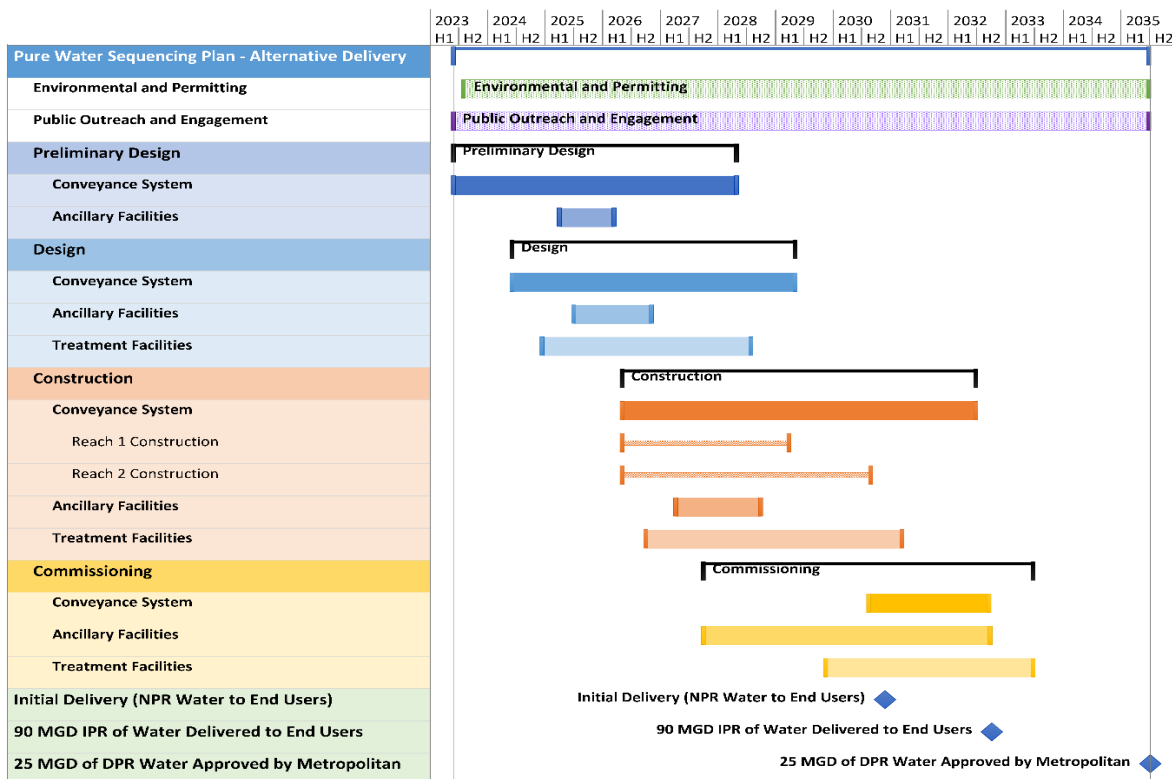 2023 2024 2025 2026 2027 2028 2029 2030 2031 2032 2033 2034 2035
H1 H2 H1 H2 H1 H2 H1 H2 H1 H2 H1 H2 H1 H2 H1 H2 H1 H2 H1 H2 H1 H2 H1 H2 H1 H2
Pure Water Sequencing Plan - Alternative Delivery
Environmental and Permitting Environmental and Permitting
Public Outreach and Engagement Public Outreach and Engagement
Preliminary Design Preliminary Design
Conveyance System
Ancillary Facilities
Design Design
Conveyance System
Ancillary Facilities
Treatment Facilities
Construction Construction
Conveyance System
Reach 1 Construction
Reach 2 Construction
Ancillary Facilities
Treatment Facilities
Commissioning Commissioning
Conveyance System
Ancillary Facilities
Treatment Facilities
Initial Delivery (NPR Water to End Users) Initial Delivery (NPR Water to End Users)
90 MGD IPR of Water Delivered to End Users 90 MGD IPR of Water Delivered to End Users
25 MGD of DPR Water Approved by Metropolitan 25 MGD of DPR Water Approved by Metropolitan